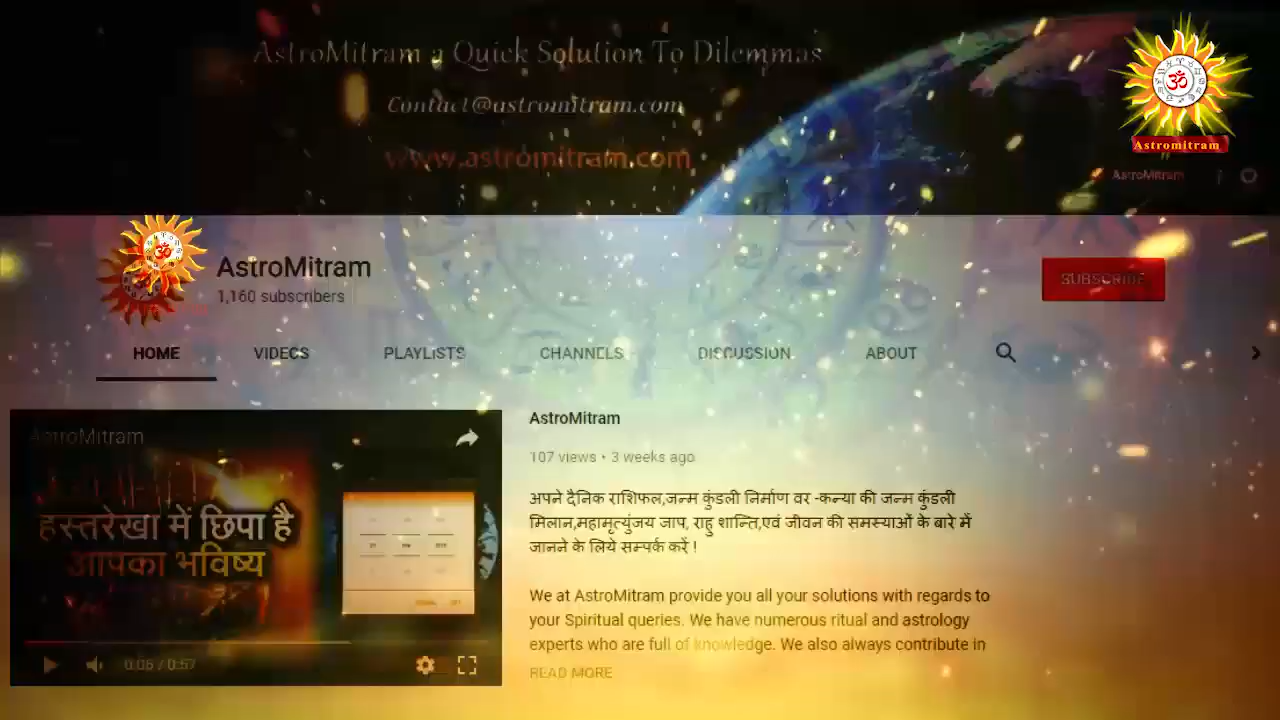 AstroMitram a Quick Solution To Dilemmas
Contact@astromitram.com
www.astromitram.com
Astromitram
AstroMitram
AstroMitram
1,160 subscribers
SUBSCRIBE
HOME VIDEOS PLAYLISTS CHANNELS DISCUSSION ABOUT
AstroMitram
हस्तरेखा में छिपा है
आपका भविष्य
0:06 / 0:57
AstroMitram
107 views • 3 weeks ago
अपने दैनिक राशिफल,जन्म कुंडली निर्माण वर -कन्या की जन्म कुंडली
मिलान,महामृत्युंजय जाप, राहु शान्ति,एवं जीवन की समस्याओं के बारे में
जानने के लिये सम्पर्क करें !
We at AstroMitram provide you all your solutions with regards to
your Spiritual queries. We have numerous ritual and astrology
experts who are full of knowledge. We also always contribute in
READ MORE